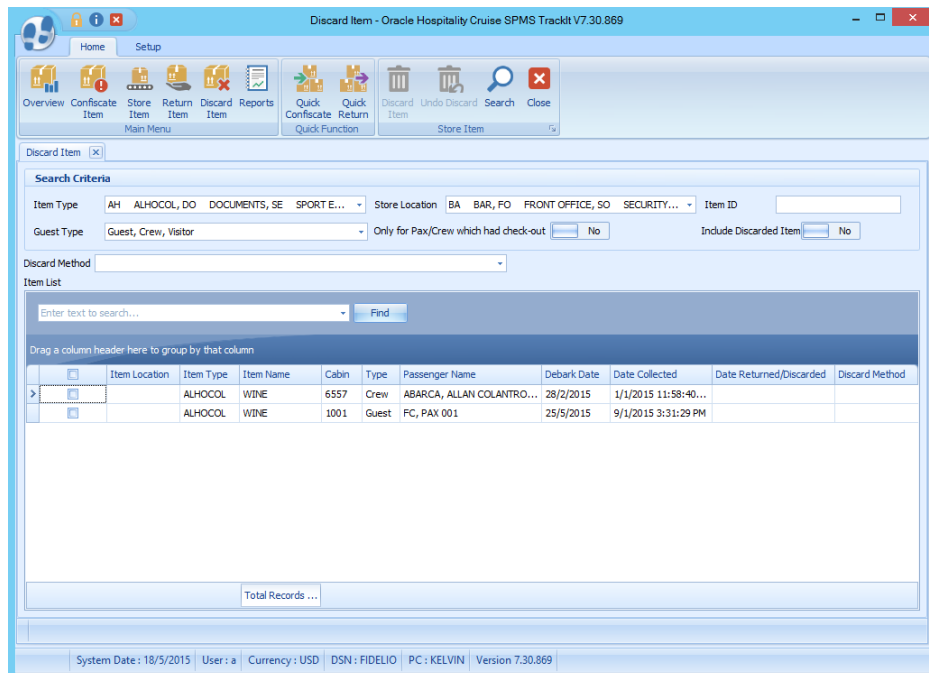 Discard Item - Oracle Hospitality Cruise SPMS TrackIt V7.30.869
Home Setup
Overview Confiscate Item Store Item Return Item Discard Item Reports Quick Confiscate Quick Return Discard Item Undo Discard Search Close
Main Menu Quick Function Store Item
Discard Item
Search Criteria
Item Type AH ALHOCOL, DO DOCUMENTS, SE SPORT E... Store Location BA BAR, FO FRONT OFFICE, SO SECURITY... Item ID
Guest Type Guest, Crew, Visitor Only for Pax/Crew which had check-out No Include Discarded Item No
Discard Method
Item List
Enter text to search... Find
Drag a column header here to group by that column
Item Location Item Type Item Name Cabin Type Passenger Name Debark Date Date Collected Date Returned/Discarded Discard Method
ALHOCOL WINE 6557 Crew ABARCA, ALLAN COLANTRO... 28/2/2015 1/1/2015 11:58:40...
ALHOCOL WINE 1001 Guest FC, PAX 001 25/5/2015 9/1/2015 3:31:29 PM
Total Records ...
System Date : 18/5/2015 User : a Currency : USD DSN : FIDELIO PC : KELVIN Version 7.30.869